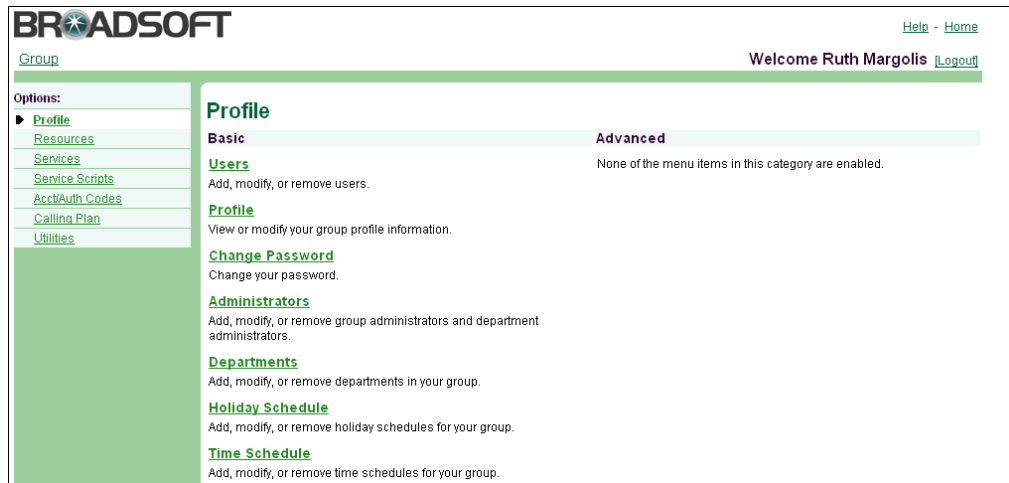 BROADSOFT
Help - Home
Group
Welcome Ruth Margolis [Logout]
Options:
Profile
Resources
Services
Service Scripts
Acct/Auth Codes
Calling Plan
Utilities
Profile
Basic
Users
Add, modify, or remove users.
Profile
View or modify your group profile information.
Change Password
Change your password.
Administrators
Add, modify, or remove group administrators and department
administrators.
Departments
Add, modify, or remove departments in your group.
Holiday Schedule
Add, modify, or remove holiday schedules for your group.
Time Schedule
Add, modify, or remove time schedules for your group.
Advanced
None of the menu items in this category are enabled.